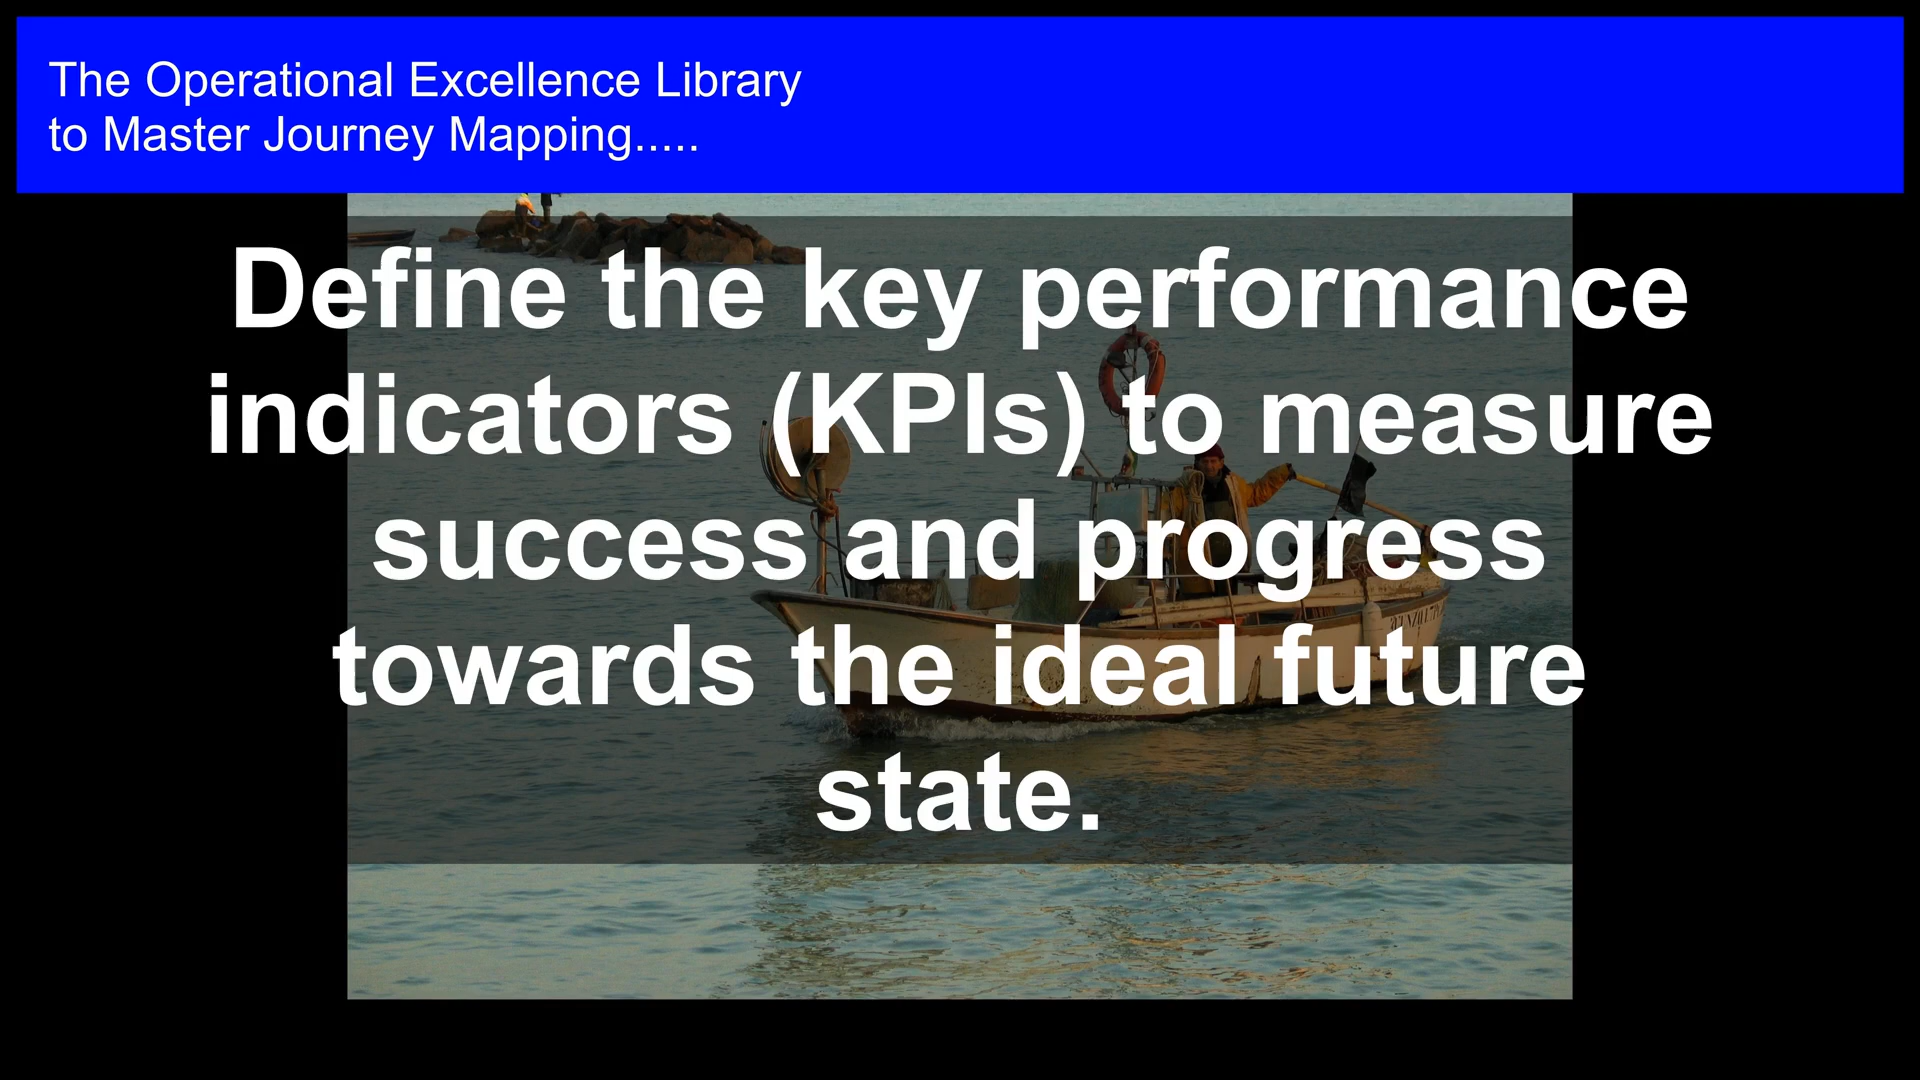 The Operational Excellence Library
to Master Journey Mapping.....
Define the key performance
indicators (KPIs) to measure
success and progress
towards the ideal future
state.